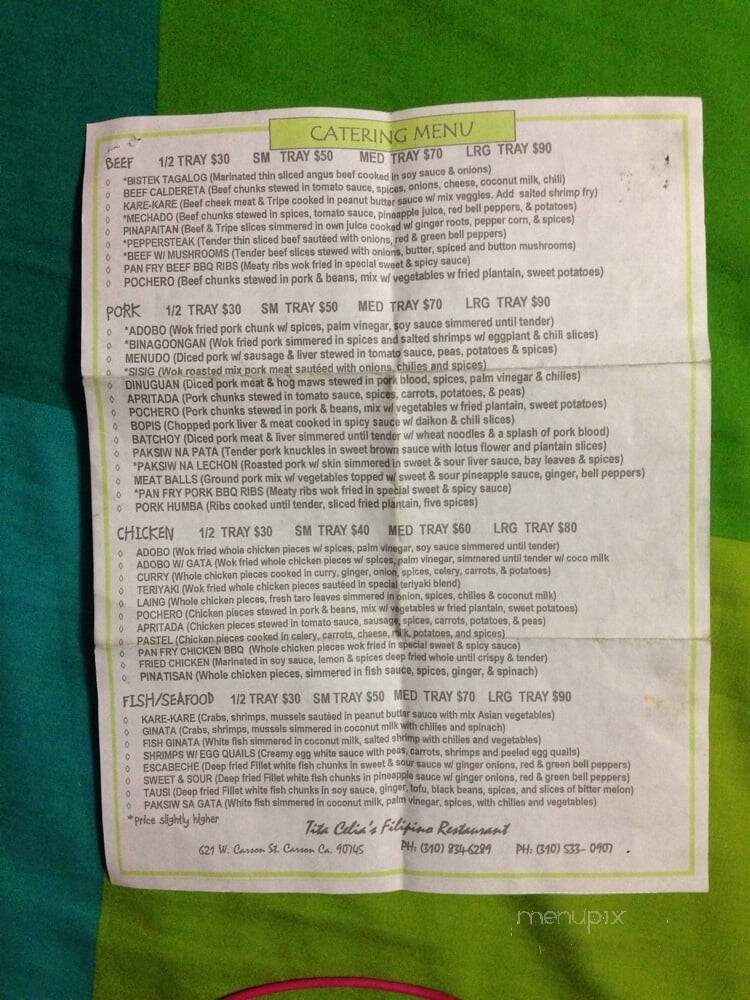 CATERING MENU
BEEF 1/2 TRAY $30 SM TRAY $50 MED TRAY $70 LRG TRAY $90
◊ *BISTEK TAGALOG (Marinated thin sliced angus beef cooked in soy sauce & onions)
◊ BEEF CALDERETA (Beef chunks stewed in tomato sauce, spices, onions, cheese, coconut milk, chili)
◊ KARE-KARE (Beef cheek meat & Tripe cooked in peanut butter sauce w/ mix veggies. Add salted shrimp fry)
◊ *MECHADO (Beef chunks stewed in spices, tomato sauce, pineapple juice, red bell peppers, & potatoes)
◊ PINAPAITAN (Beef & Tripe slices simmered in own juice cooked w/ ginger roots, pepper corn, & spices)
◊ *PEPPERSTEAK (Tender thin sliced beef sautéed with onions, red & green bell peppers)
◊ *BEEF W/ MUSHROOMS (Tender beef slices stewed with onions, butter, spiced and button mushrooms)
◊ PAN FRY BEEF BBQ RIBS (Meaty ribs wok fried in special sweet & spicy sauce)
◊ POCHERO (Beef chunks stewed in pork & beans, mix w/ vegetables w fried plantain, sweet potatoes)
PORK 1/2 TRAY $30 SM TRAY $50 MED TRAY $70 LRG TRAY $90
◊ *ADOBO (Wok fried pork chunk w/ spices, palm vinegar, soy sauce simmered until tender)
◊ *BINAGOONGAN (Wok fried pork simmered in spices and salted shrimps w/ eggplant & chili slices)
◊ MENUDO (Diced pork w/ sausage & liver stewed in tomato sauce, peas, potatoes & spices)
◊ *SISIG (Wok roasted mix pork meat sautéed with onions, chilies and spices)
◊ DINUGUAN (Diced pork meat & hog maws stewed in pork blood, spices, palm vinegar & chilies)
◊ APRITADA (Pork chunks stewed in tomato sauce, spices, carrots, potatoes, & peas)
◊ POCHERO (Pork chunks stewed in pork & beans, mix w/ vegetables w fried plantain, sweet potatoes)
◊ BOPIS (Chopped pork liver & meat cooked in spicy sauce w/ daikon & chili slices)
◊ BATCHOY (Diced pork meat & liver simmered until tender w/ wheat noodles & a splash of pork blood)
◊ PAKSIW NA PATA (Tender pork knuckles in sweet brown sauce with lotus flower and plantain slices)
◊ *PAKSIW NA LECHON (Roasted pork w/ skin simmered in sweet & sour liver sauce, bay leaves & spices)
◊ MEAT BALLS (Ground pork mix w/ vegetables topped w/ sweet & sour pineapple sauce, ginger, bell peppers)
◊ *PAN FRY PORK BBQ RIBS (Meaty ribs wok fried in special sweet & spicy sauce)
◊ PORK HUMBA (Ribs cooked until tender, sliced fried plantain, five spices)
CHICKEN 1/2 TRAY $30 SM TRAY $40 MED TRAY $60 LRG TRAY $80
◊ ADOBO (Wok fried whole chicken pieces w/ spices, palm vinegar, soy sauce simmered until tender)
◊ ADOBO W/ GATA (Wok fried whole chicken pieces w/ spices, palm vinegar, simmered until tender w/ coco milk
◊ CURRY (Whole chicken pieces cooked in curry, ginger, onion, spices, celery, carrots, & potatoes)
◊ TERIYAKI (Wok fried whole chicken pieces sautéed in special teriyaki blend)
◊ LAING (Whole chicken pieces, fresh taro leaves simmered in onion, spices, chilies & coconut milk)
◊ POCHERO (Chicken pieces stewed in pork & beans, mix w/ vegetables w fried plantain, sweet potatoes)
◊ APRITADA (Chicken pieces stewed in tomato sauce, sausage, spices, carrots, potatoes, & peas)
◊ PASTEL (Chicken pieces cooked in celery, carrots, cheese, milk, potatoes, and spices)
◊ PAN FRY CHICKEN BBQ (Whole chicken pieces wok fried in special sweet & spicy sauce)
◊ FRIED CHICKEN (Marinated in soy sauce, lemon & spices deep fried whole until crispy & tender)
◊ PINATISAN (Whole chicken pieces, simmered in fish sauce, spices, ginger, & spinach)
FISH/SEAFOOD 1/2 TRAY $30 SM TRAY $50 MED TRAY $70 LRG TRAY $90
◊ KARE-KARE (Crabs, shrimps, mussels sautéed in peanut butter sauce with mix Asian vegetables)
◊ GINATA (Crabs, shrimps, mussels simmered in coconut milk with chilies and spinach)
◊ FISH GINATA (White fish simmered in coconut milk, salted shrimp with chilies and vegetables)
◊ SHRIMPS W/ EGG QUAILS (Creamy egg white sauce with peas, carrots, shrimps and peeled egg quails)
◊ ESCABECHE (Deep fried Fillet white fish chunks in sweet & sour sauce w/ ginger onions, red & green bell peppers)
◊ SWEET & SOUR (Deep fried Fillet white fish chunks in pineapple sauce w/ ginger onions, red & green bell peppers)
◊ TAUSI (Deep fried Fillet white fish chunks in soy sauce, ginger, tofu, black beans, spices, and slices of bitter melon)
◊ PAKSIW SA GATA (White fish simmered in coconut milk, palm vinegar, spices, with chilies and vegetables)
*Price slightly higher
Tita Celia's Filipino Restaurant
621 W. Carson St. Carson Ca. 90745 PH: (310) 834-6289 PH: (310) 533-0907
menupix